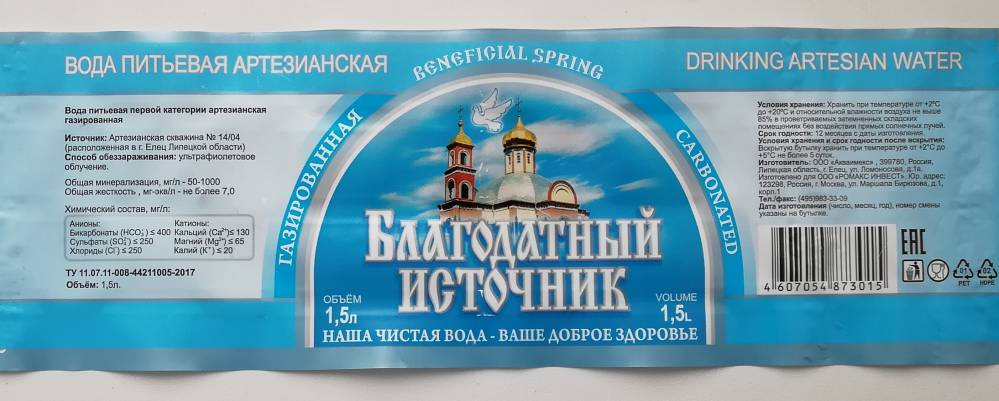 ВОДА ПИТЬЕВАЯ АРТЕЗИАНСКАЯ
Вода питьевая первой категории артезианская
газированная
Источник: Артезианская скважина № 14/04
(расположенная в г. Елец Липецкой области)
Способ обеззараживания: ультрафиолетовое
облучение.
Общая минерализация, мг/л - 50-1000
Общая жесткость , мг-экв/л - не более 7,0
Химический состав, мг/л:
Анионы:
Бикарбонаты (HCO₃⁻) ≤ 400
Сульфаты (SO₄²⁻) ≤ 250
Хлориды (Cl⁻) ≤ 250
Катионы:
Кальций (Ca²⁺)≤ 130
Магний (Mg²⁺) ≤ 65
Калий (K⁺) ≤ 20
ТУ 11.07.11-008-44211005-2017
Объём: 1,5л.
BENEFICIAL SPRING
ГАЗИРОВАННАЯ
CARBONATED
БЛАГОДАТНЫЙ
ИСТОЧНИК
ОБЪЁМ
1,5л
VOLUME
1,5L
НАША ЧИСТАЯ ВОДА - ВАШЕ ДОБРОЕ ЗДОРОВЬЕ
DRINKING ARTESIAN WATER
Условия хранения: Хранить при температуре от +2ºC
до +20ºC и относительной влажности воздуха не выше
85% в проветриваемых затемненных складских
помещениях без воздействия прямых солнечных лучей.
Срок годности: 12 месяцев с даты изготовления.
Условия хранения и срок годности после вскрытия:
Вскрытую бутылку хранить при температуре от +2ºC до
+5ºC не более 5 суток.
Изготовитель: ООО «Акваимекс» , 399780, Россия,
Липецкая область, г. Елец, ул. Ломоносова, д.1а.
Изготовлено для ООО «РОМАКС ИНВЕСТ» .Юр. адрес:
123298, Россия, г. Москва, ул. Маршала Бирюзова, д.1,
корп.1
Тел./факс: (495)983-33-09
Дата изготовления (число, месяц, год), номер смены
указаны на бутылке.
EAC
4 607054 873015
01
PET
02
HDPE